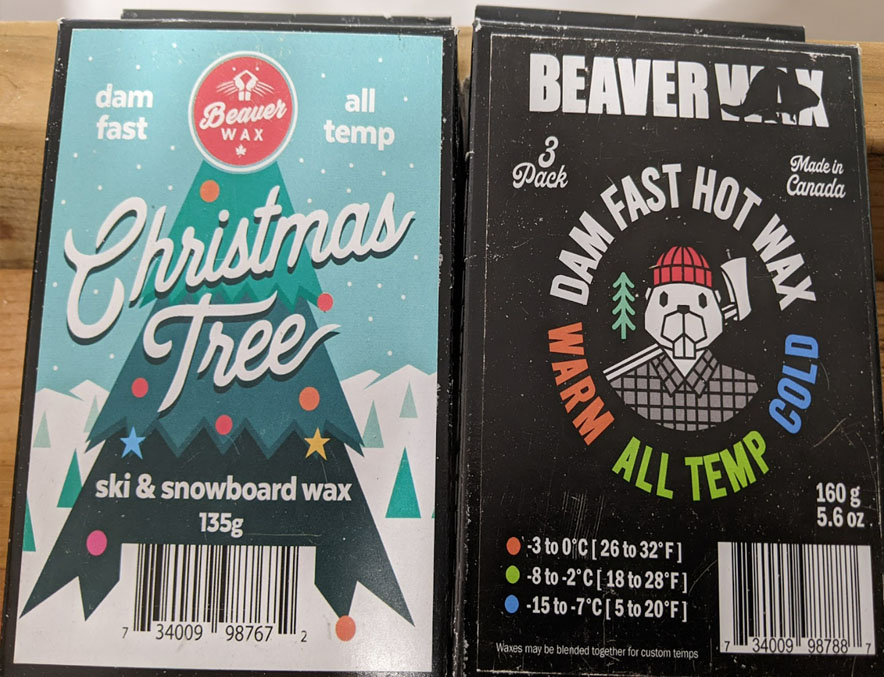 dam
fast
Beaver
WAX
all
temp
Christmas
Tree
ski & snowboard wax
135g
7 34009 98767 2
BEAVER WAX
3
Pack
Made in
Canada
DAM FAST HOT WAX
WARM
ALL TEMP
COLD
160 g
5.6 oz
-3 to 0°C [ 26 to 32°F ]
-8 to -2°C [ 18 to 28°F ]
-15 to -7°C [ 5 to 20°F ]
Waxes may be blended together for custom temps
7 34009 98788 7